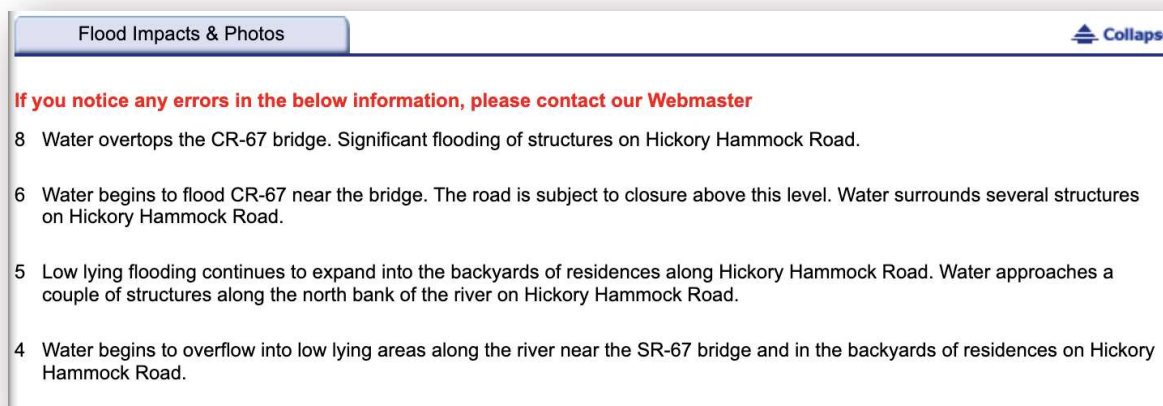 Flood Impacts & Photos
Collaps
If you notice any errors in the below information, please contact our Webmaster
8 Water overtops the CR-67 bridge. Significant flooding of structures on Hickory Hammock Road.
6 Water begins to flood CR-67 near the bridge. The road is subject to closure above this level. Water surrounds several structures
on Hickory Hammock Road.
5 Low lying flooding continues to expand into the backyards of residences along Hickory Hammock Road. Water approaches a
couple of structures along the north bank of the river on Hickory Hammock Road.
4 Water begins to overflow into low lying areas along the river near the SR-67 bridge and in the backyards of residences on Hickory
Hammock Road.